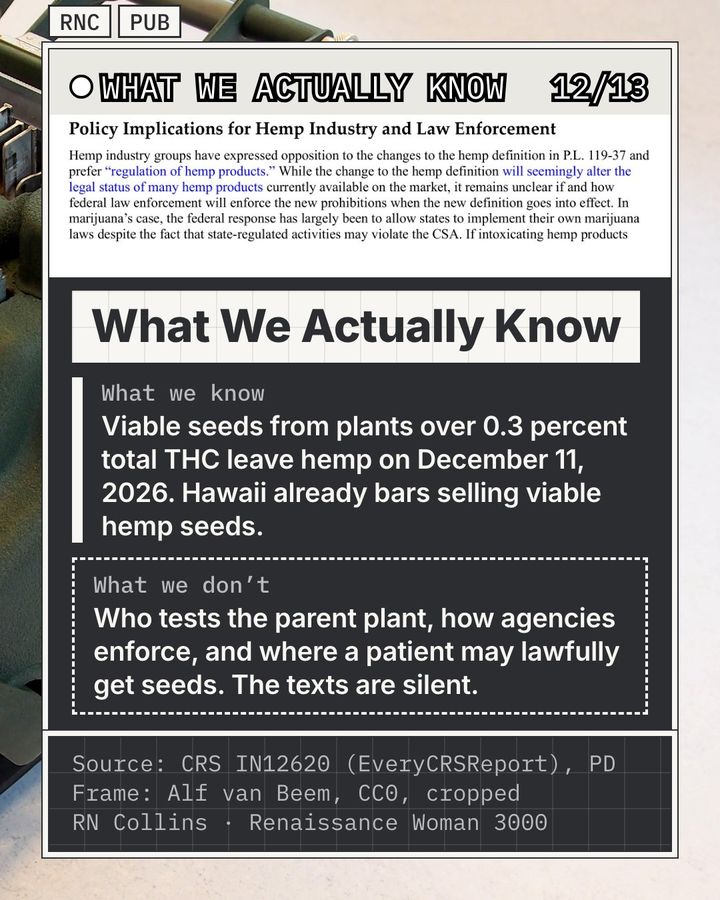 RNC PUB
WHAT WE ACTUALLY KNOW 12/13
Policy Implications for Hemp Industry and Law Enforcement
Hemp industry groups have expressed opposition to the changes to the hemp definition in P.L. 119-37 and
prefer “regulation of hemp products.” While the change to the hemp definition will seemingly alter the
legal status of many hemp products currently available on the market, it remains unclear if and how
federal law enforcement will enforce the new prohibitions when the new definition goes into effect. In
marijuana’s case, the federal response has largely been to allow states to implement their own marijuana
laws despite the fact that state-regulated activities may violate the CSA. If intoxicating hemp products
What We Actually Know
What we know
Viable seeds from plants over 0.3 percent
total THC leave hemp on December 11,
2026. Hawaii already bars selling viable
hemp seeds.
What we don’t
Who tests the parent plant, how agencies
enforce, and where a patient may lawfully
get seeds. The texts are silent.
Source: CRS IN12620 (EveryCRSReport), PD
Frame: Alf van Beem, CC0, cropped
RN Collins · Renaissance Woman 3000